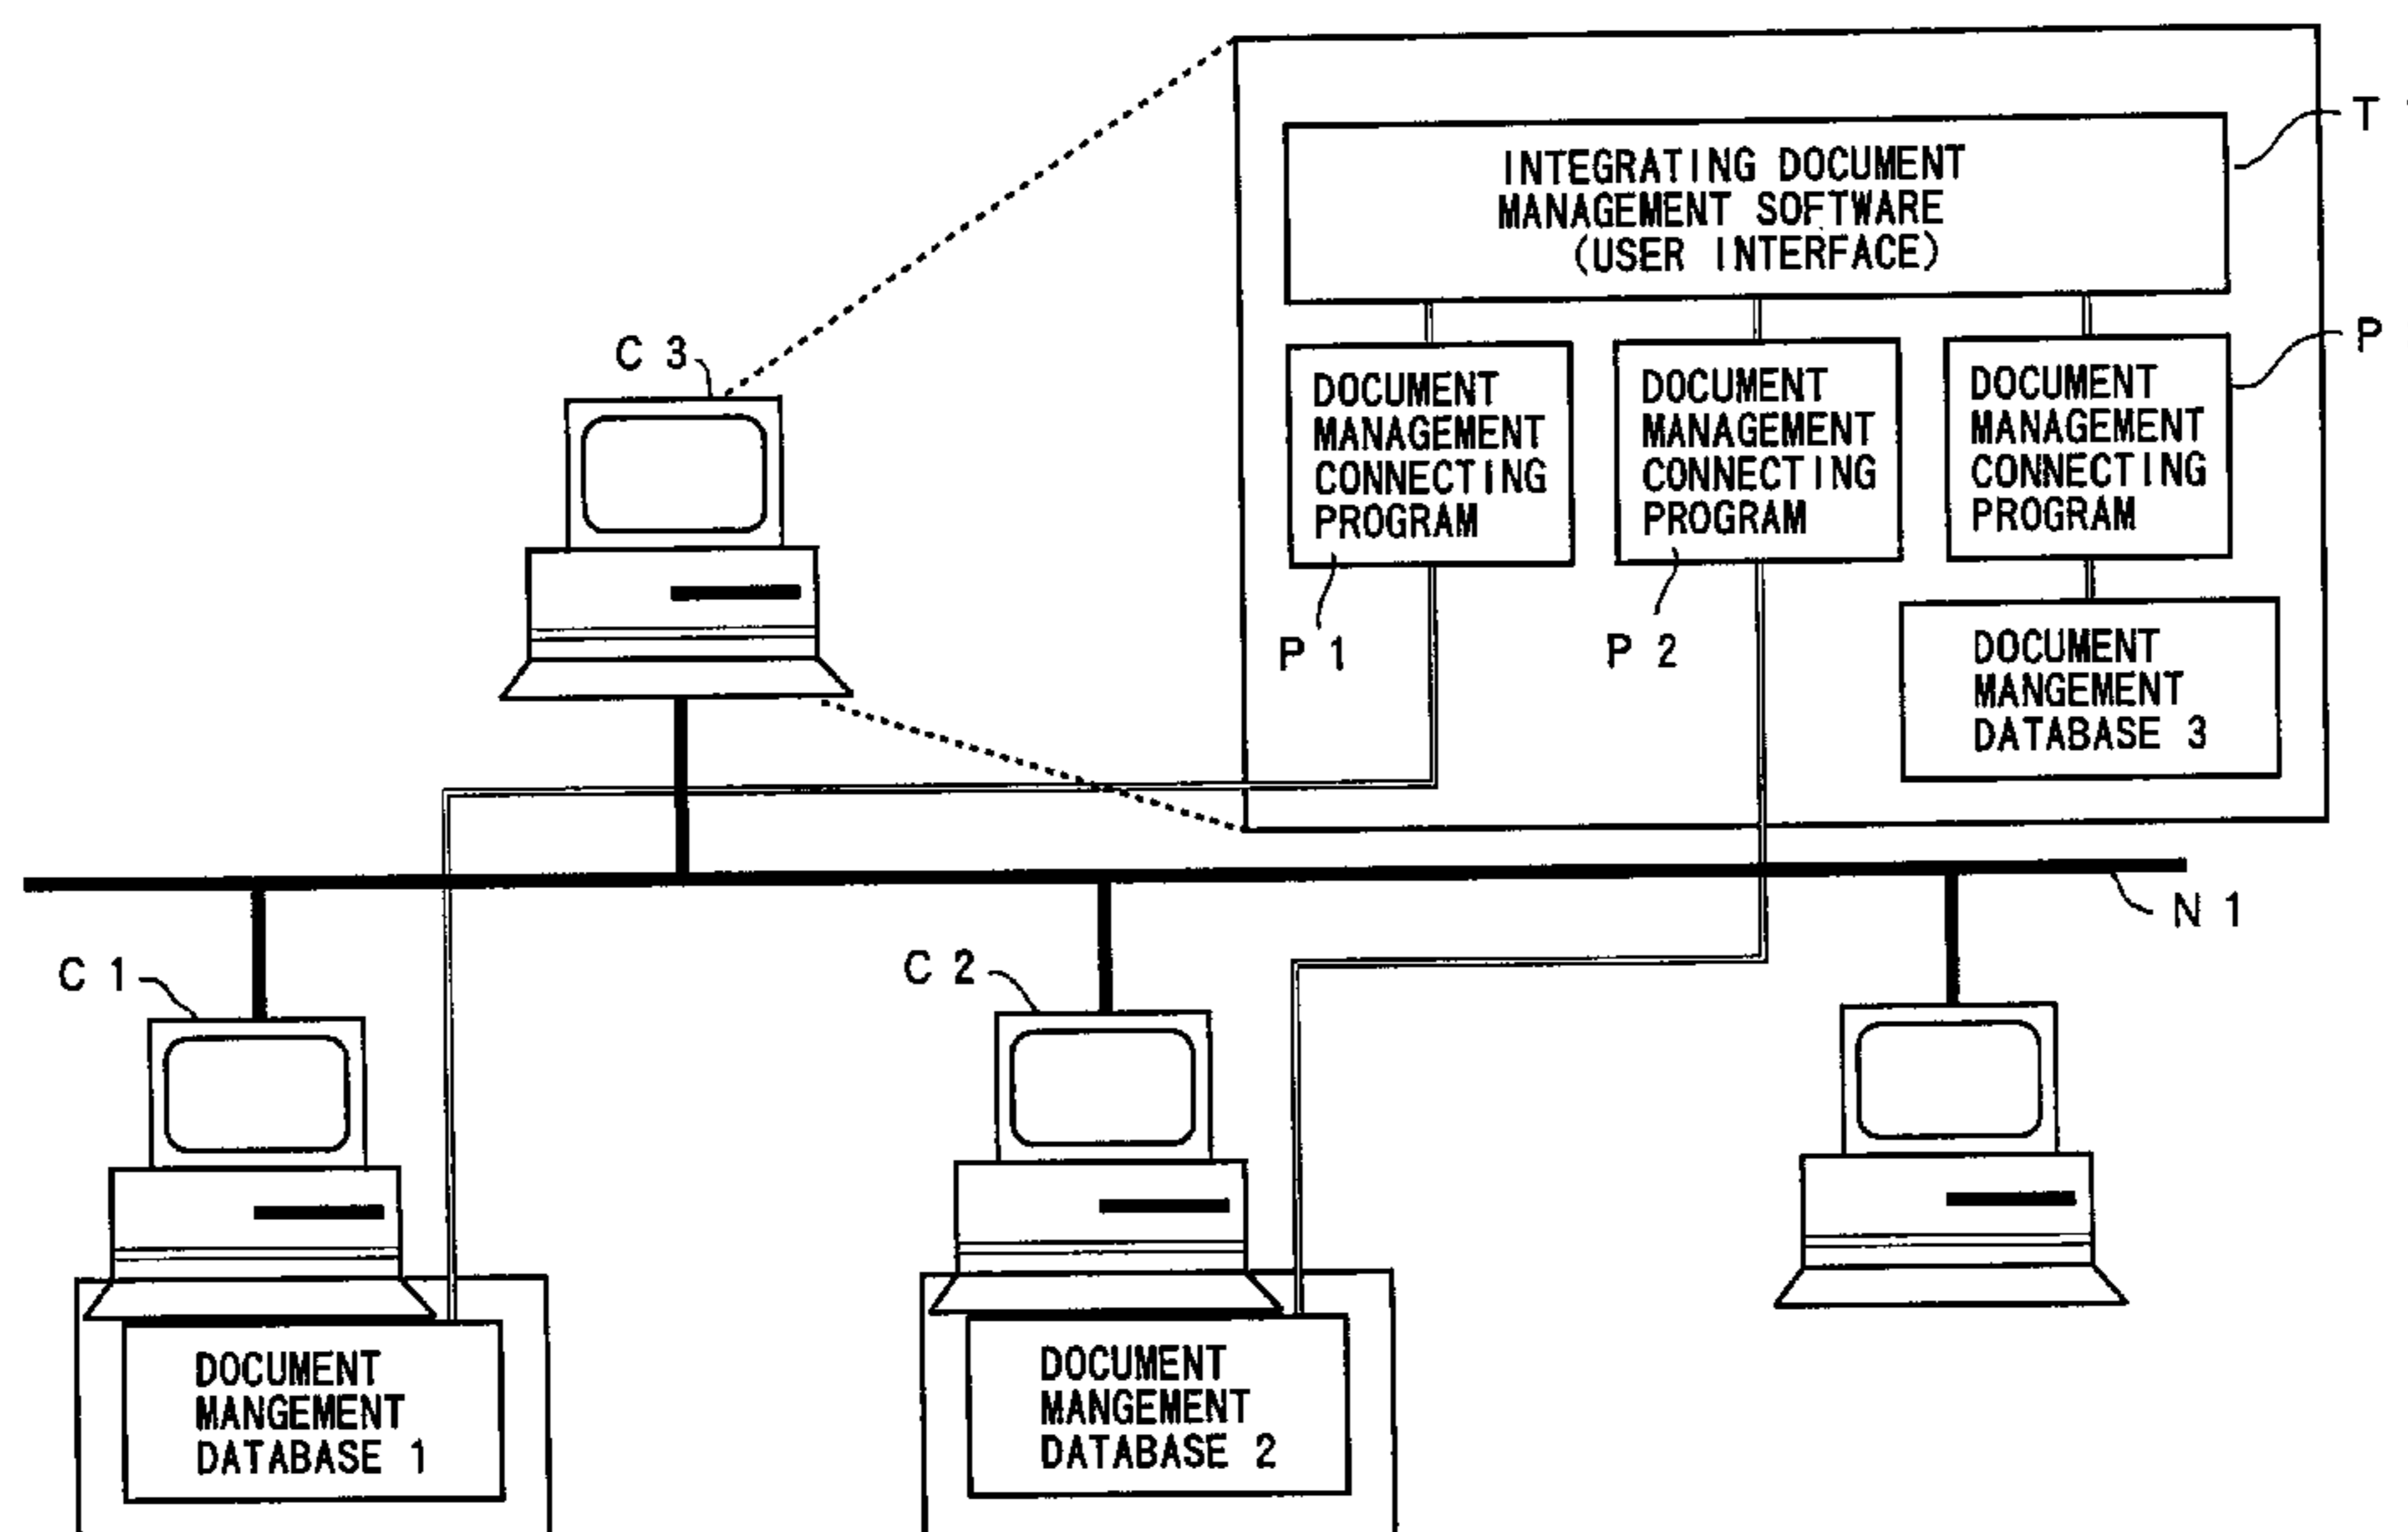 T
INTEGRATING DOCUMENT
MANAGEMENT SOFTWARE
(USER INTERFACE)
C 3
P
DOCUMENT
MANAGEMENT
CONNECTING
PROGRAM
DOCUMENT
MANAGEMENT
CONNECTING
PROGRAM
DOCUMENT
MANAGEMENT
CONNECTING
PROGRAM
P 1
P 2
DOCUMENT
MANGEMENT
DATABASE 3
N 1
C 1
C 2
DOCUMENT
MANGEMENT
DATABASE 1
DOCUMENT
MANGEMENT
DATABASE 2